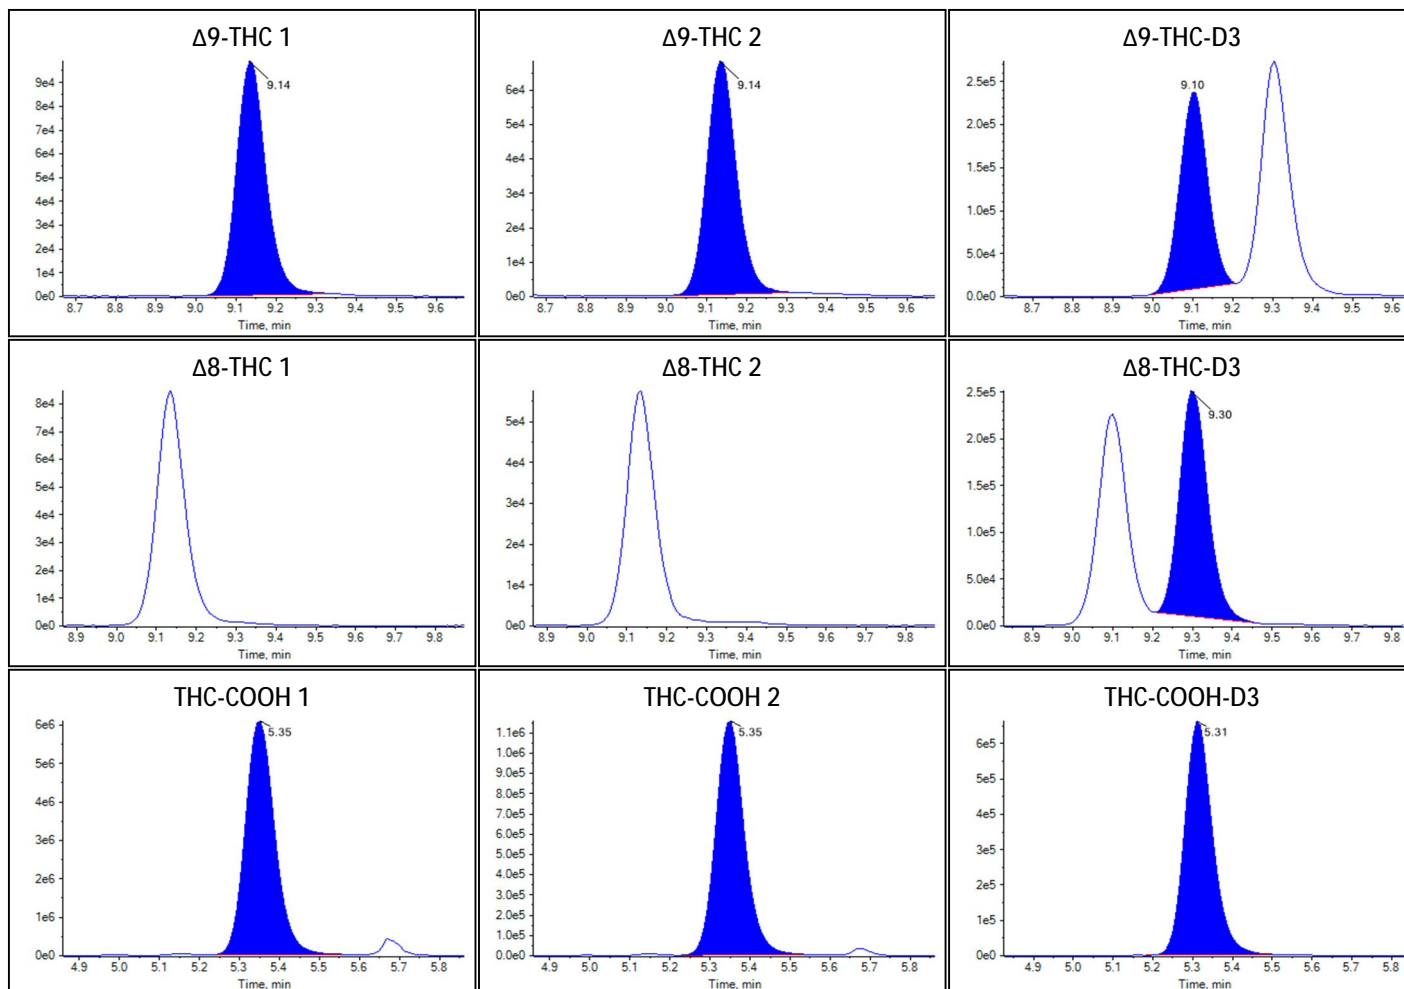 Δ9-THC 1
9e4
8e4
7e4
6e4
5e4
4e4
3e4
2e4
1e4
0e0
9.14
8.7 8.8 8.9 9.0 9.1 9.2 9.3 9.4 9.5 9.6
Time, min
Δ9-THC 2
6e4
5e4
4e4
3e4
2e4
1e4
0e0
9.14
8.7 8.8 8.9 9.0 9.1 9.2 9.3 9.4 9.5 9.6
Time, min
Δ9-THC-D3
2.5e5
2.0e5
1.5e5
1.0e5
5.0e4
0.0e0
9.10
8.7 8.8 8.9 9.0 9.1 9.2 9.3 9.4 9.5 9.6
Time, min
Δ8-THC 1
8e4
7e4
6e4
5e4
4e4
3e4
2e4
1e4
0e0
8.9 9.0 9.1 9.2 9.3 9.4 9.5 9.6 9.7 9.8
Time, min
Δ8-THC 2
5e4
4e4
3e4
2e4
1e4
0e0
8.9 9.0 9.1 9.2 9.3 9.4 9.5 9.6 9.7 9.8
Time, min
Δ8-THC-D3
2.5e5
2.0e5
1.5e5
1.0e5
5.0e4
0.0e0
9.30
8.9 9.0 9.1 9.2 9.3 9.4 9.5 9.6 9.7 9.8
Time, min
THC-COOH 1
6e6
5e6
4e6
3e6
2e6
1e6
0e0
5.35
4.9 5.0 5.1 5.2 5.3 5.4 5.5 5.6 5.7 5.8
Time, min
THC-COOH 2
1.1e6
1.0e6
9.0e5
8.0e5
7.0e5
6.0e5
5.0e5
4.0e5
3.0e5
2.0e5
1.0e5
0.0e0
5.35
4.9 5.0 5.1 5.2 5.3 5.4 5.5 5.6 5.7 5.8
Time, min
THC-COOH-D3
6e5
5e5
4e5
3e5
2e5
1e5
0e0
5.31
4.9 5.0 5.1 5.2 5.3 5.4 5.5 5.6 5.7 5.8
Time, min